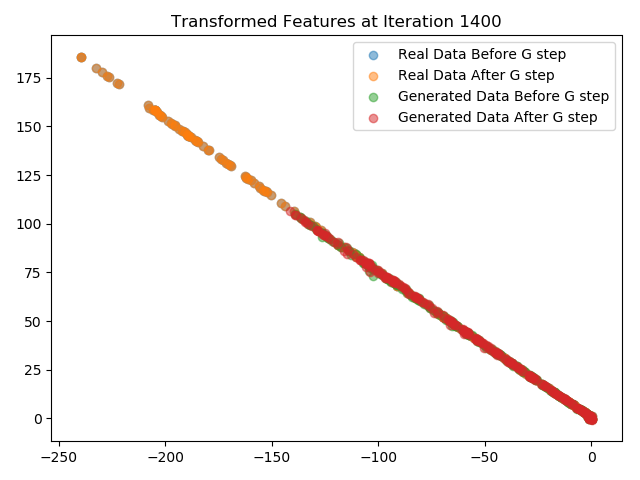 Transformed Features at Iteration 1400
Real Data Before G step
Real Data After G step
Generated Data Before G step
Generated Data After G step
175
150
125
100
75
50
25
0
−250 −200 −150 −100 −50 0